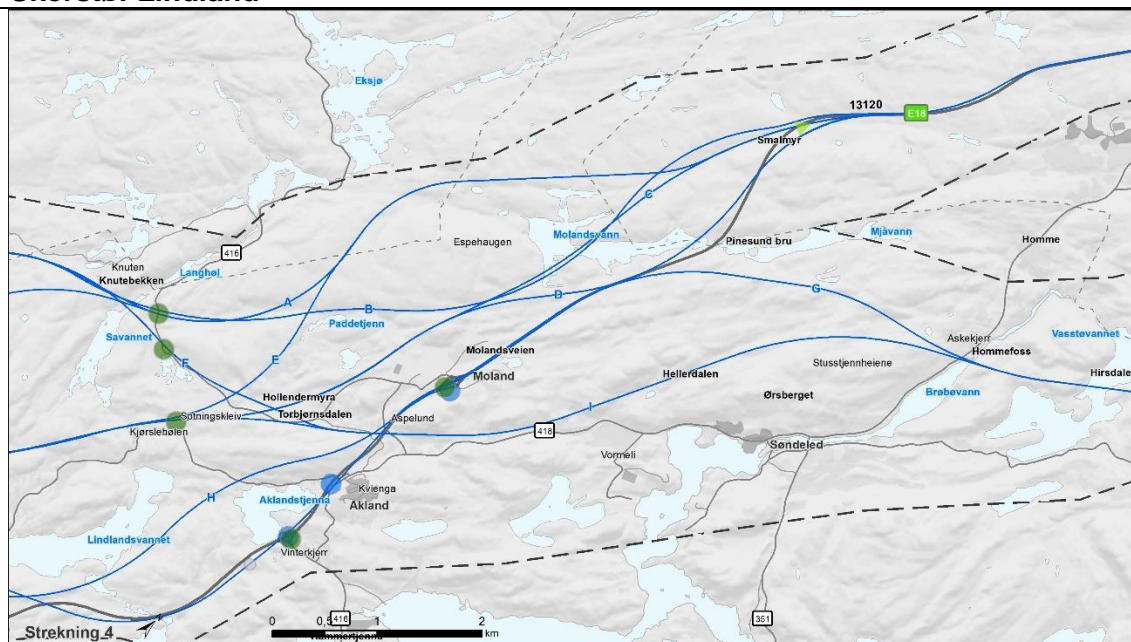 Eksjø
13120
E18
Smalmyr
C
416
Espehaugen
Molandsvann
Pinesund bru
Mjåvann
Homme
Knuten
Knutebekken
Langhøl
A
B
D
G
Paddetjenn
Savannet
E
F
Molandsveien
Moland
Hellerdalen
Stusstjennheiene
Askekjerr
Hommefoss
Vasstøvannet
Hirsdale
Brøbøvann
Ørsberget
Hollendermyra
Sotningskleiv
Torbjørnsdalen
Aspelund
I
Kjørslehølen
418
Søndeled
Vormeli
H
Aklandstjenna
Kvienga
Akland
Lindlandsvannet
Vinterkjerr
Strekning 4
416
351
0
1
2
km